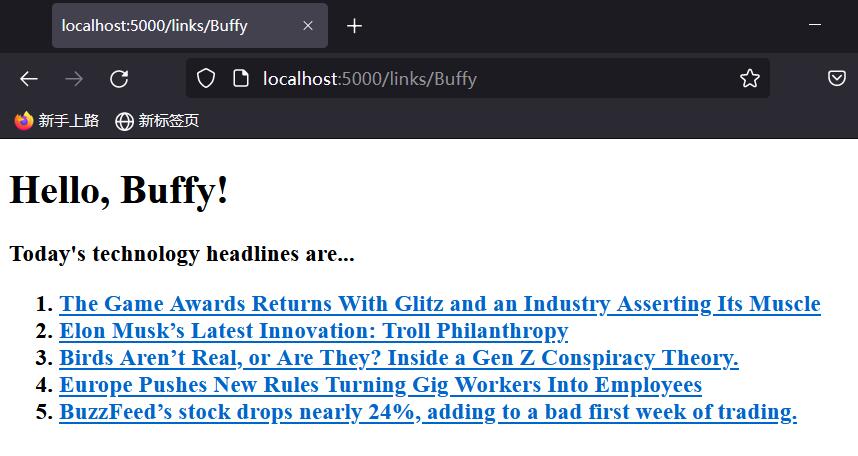 localhost:5000/links/Buffy
localhost:5000/links/Buffy
新手上路 新标签页
Hello, Buffy!
Today's technology headlines are...
1. The Game Awards Returns With Glitz and an Industry Asserting Its Muscle
2. Elon Musk’s Latest Innovation: Troll Philanthropy
3. Birds Aren’t Real, or Are They? Inside a Gen Z Conspiracy Theory.
4. Europe Pushes New Rules Turning Gig Workers Into Employees
5. BuzzFeed’s stock drops nearly 24%, adding to a bad first week of trading.